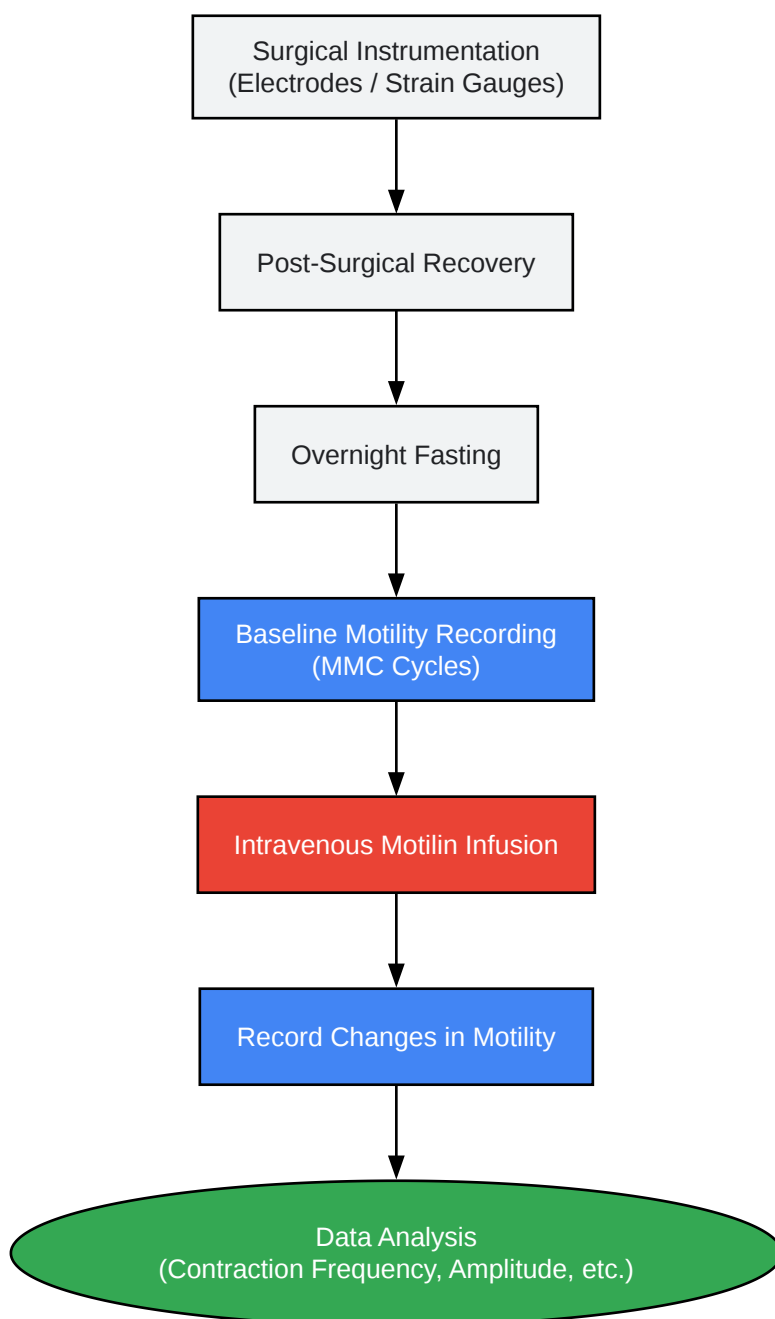 Surgical Instrumentation
(Electrodes / Strain Gauges)
Post-Surgical Recovery
Overnight Fasting
Baseline Motility Recording
(MMC Cycles)
Intravenous Motilin Infusion
Record Changes in Motility
Data Analysis
(Contraction Frequency, Amplitude, etc.)